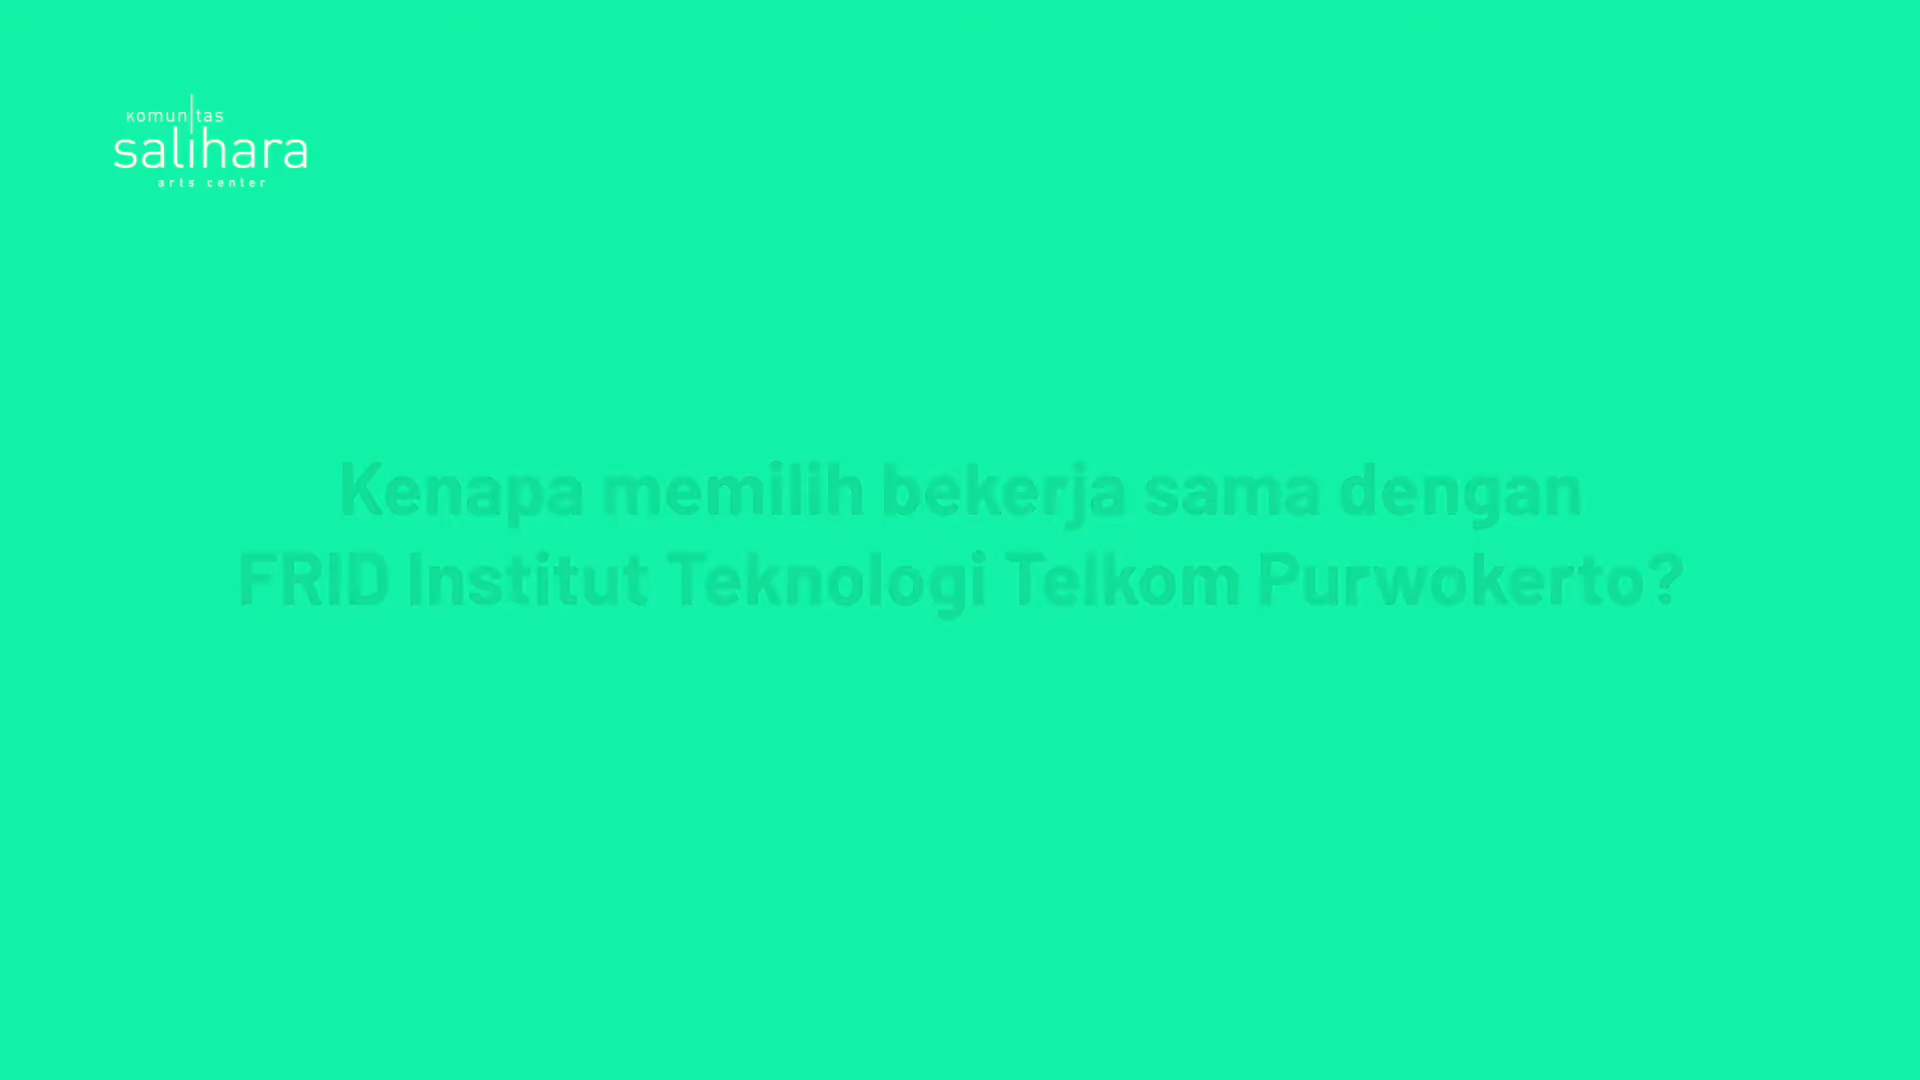 komunitas
salihara
arts center
Kenapa memilih bekerja sama dengan
FRID Institut Teknologi Telkom Purwokerto?